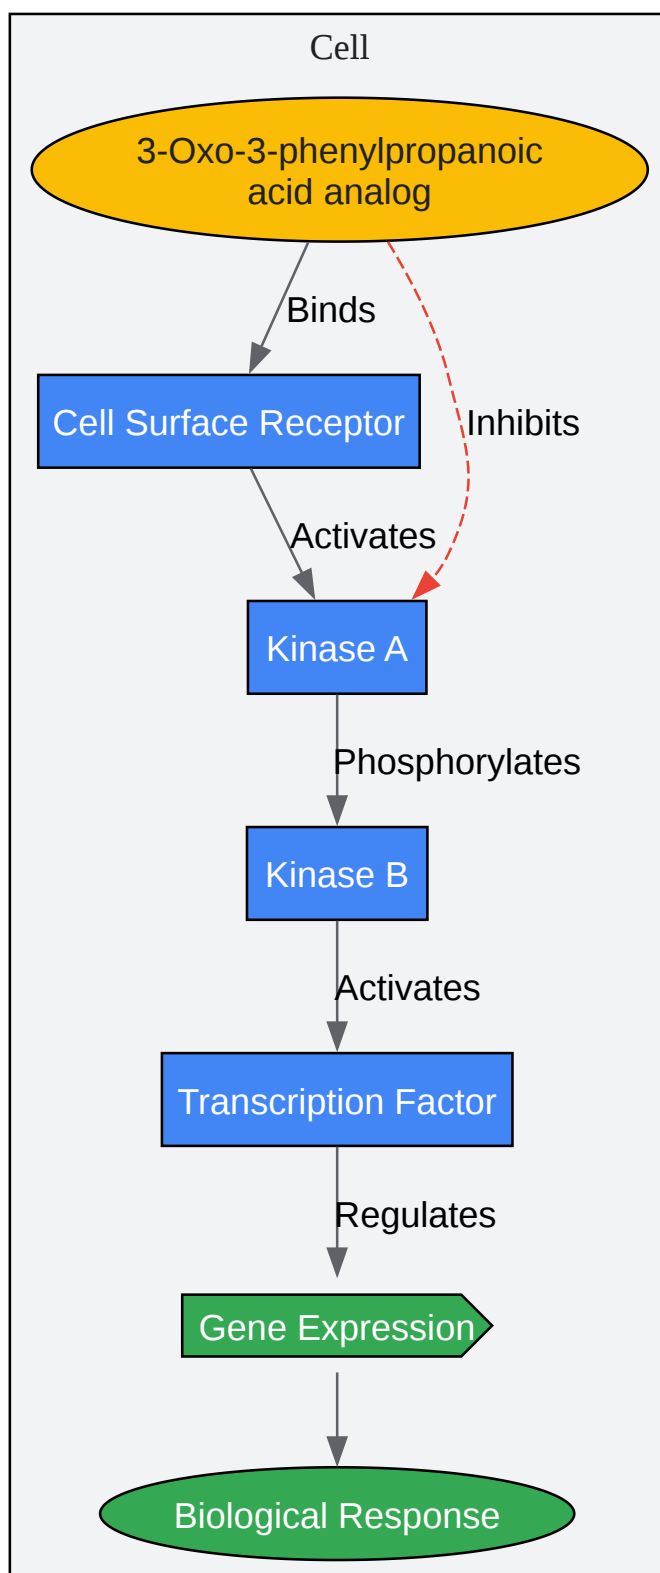 Cell
3-Oxo-3-phenylpropanoic
acid analog
Binds
Cell Surface Receptor
Inhibits
Activates
Kinase A
Phosphorylates
Kinase B
Activates
Transcription Factor
Regulates
Gene Expression
Biological Response